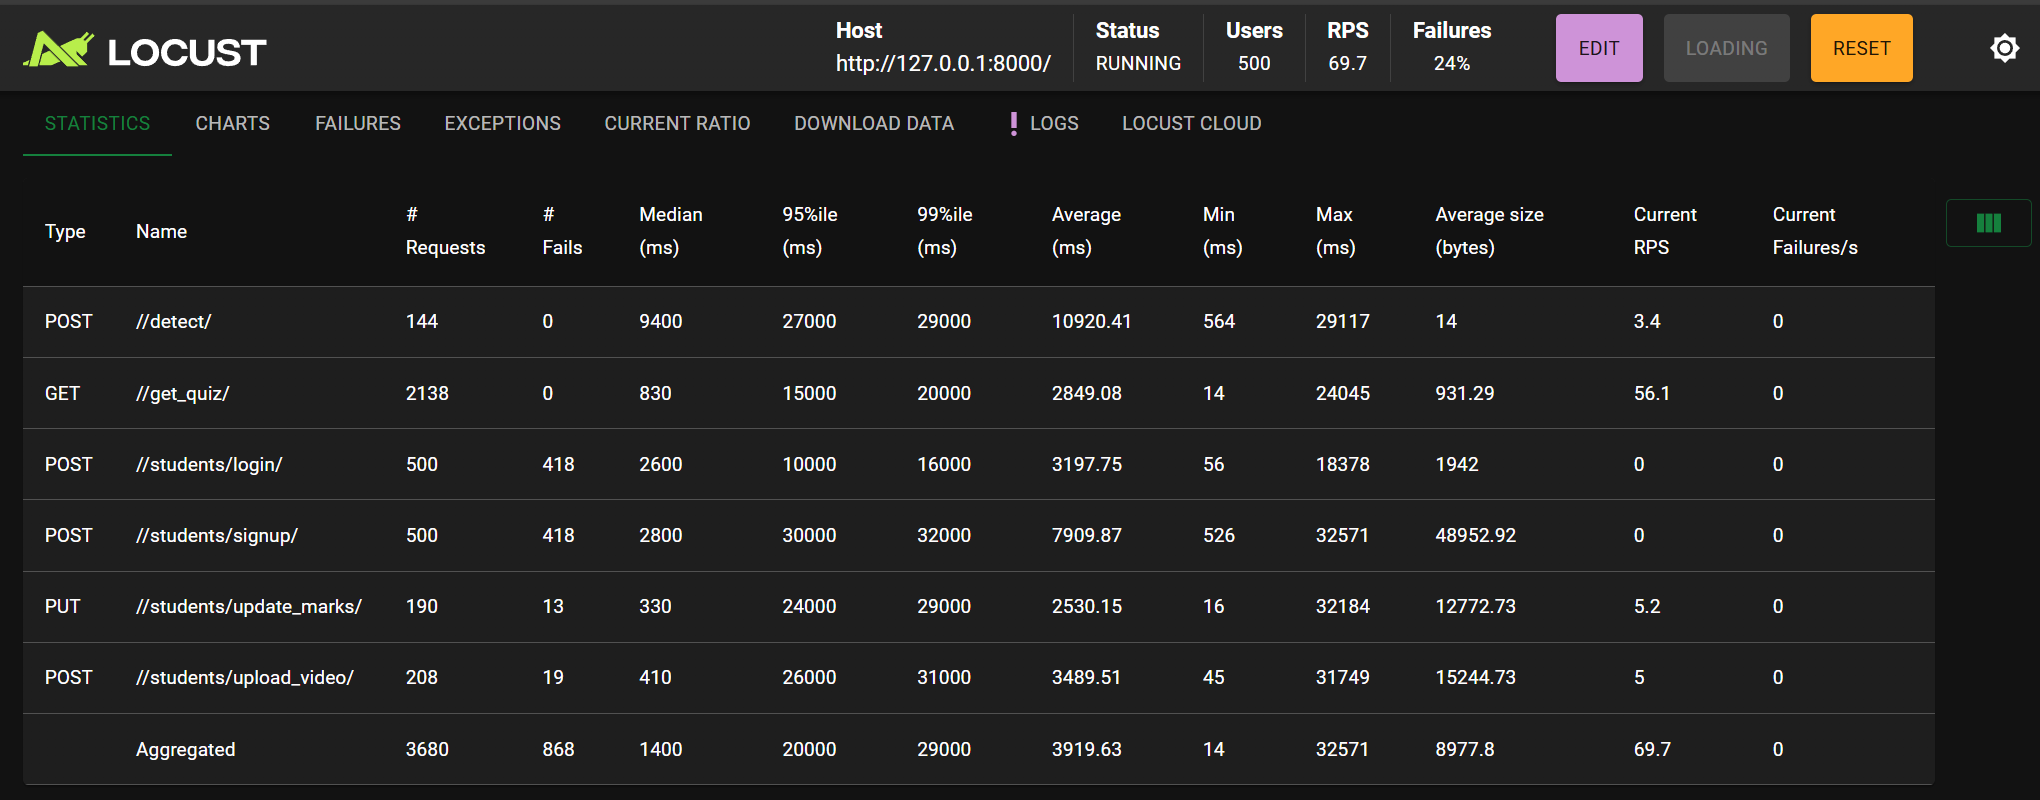 LOCUST
Host Status Users RPS Failures
http://127.0.0.1:8000/ RUNNING 500 69.7 24%
EDIT LOADING RESET
STATISTICS CHARTS FAILURES EXCEPTIONS CURRENT RATIO DOWNLOAD DATA LOGS LOCUST CLOUD
Type Name # Requests # Fails Median (ms) 95%ile (ms) 99%ile (ms) Average (ms) Min (ms) Max (ms) Average size (bytes) Current RPS Current Failures/s
POST //detect/ 144 0 9400 27000 29000 10920.41 564 29117 14 3.4 0
GET //get_quiz/ 2138 0 830 15000 20000 2849.08 14 24045 931.29 56.1 0
POST //students/login/ 500 418 2600 10000 16000 3197.75 56 18378 1942 0 0
POST //students/signup/ 500 418 2800 30000 32000 7909.87 526 32571 48952.92 0 0
PUT //students/update_marks/ 190 13 330 24000 29000 2530.15 16 32184 12772.73 5.2 0
POST //students/upload_video/ 208 19 410 26000 31000 3489.51 45 31749 15244.73 5 0
Aggregated 3680 868 1400 20000 29000 3919.63 14 32571 8977.8 69.7 0